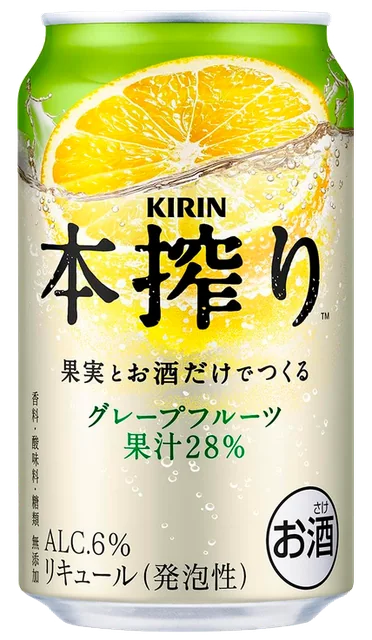 KIRIN
本搾り™
果実とお酒だけでつくる
グレープフルーツ
果汁28%
香料・酸味料・糖類 無添加
さけ
お酒
ALC.6%
リキュール(発泡性)